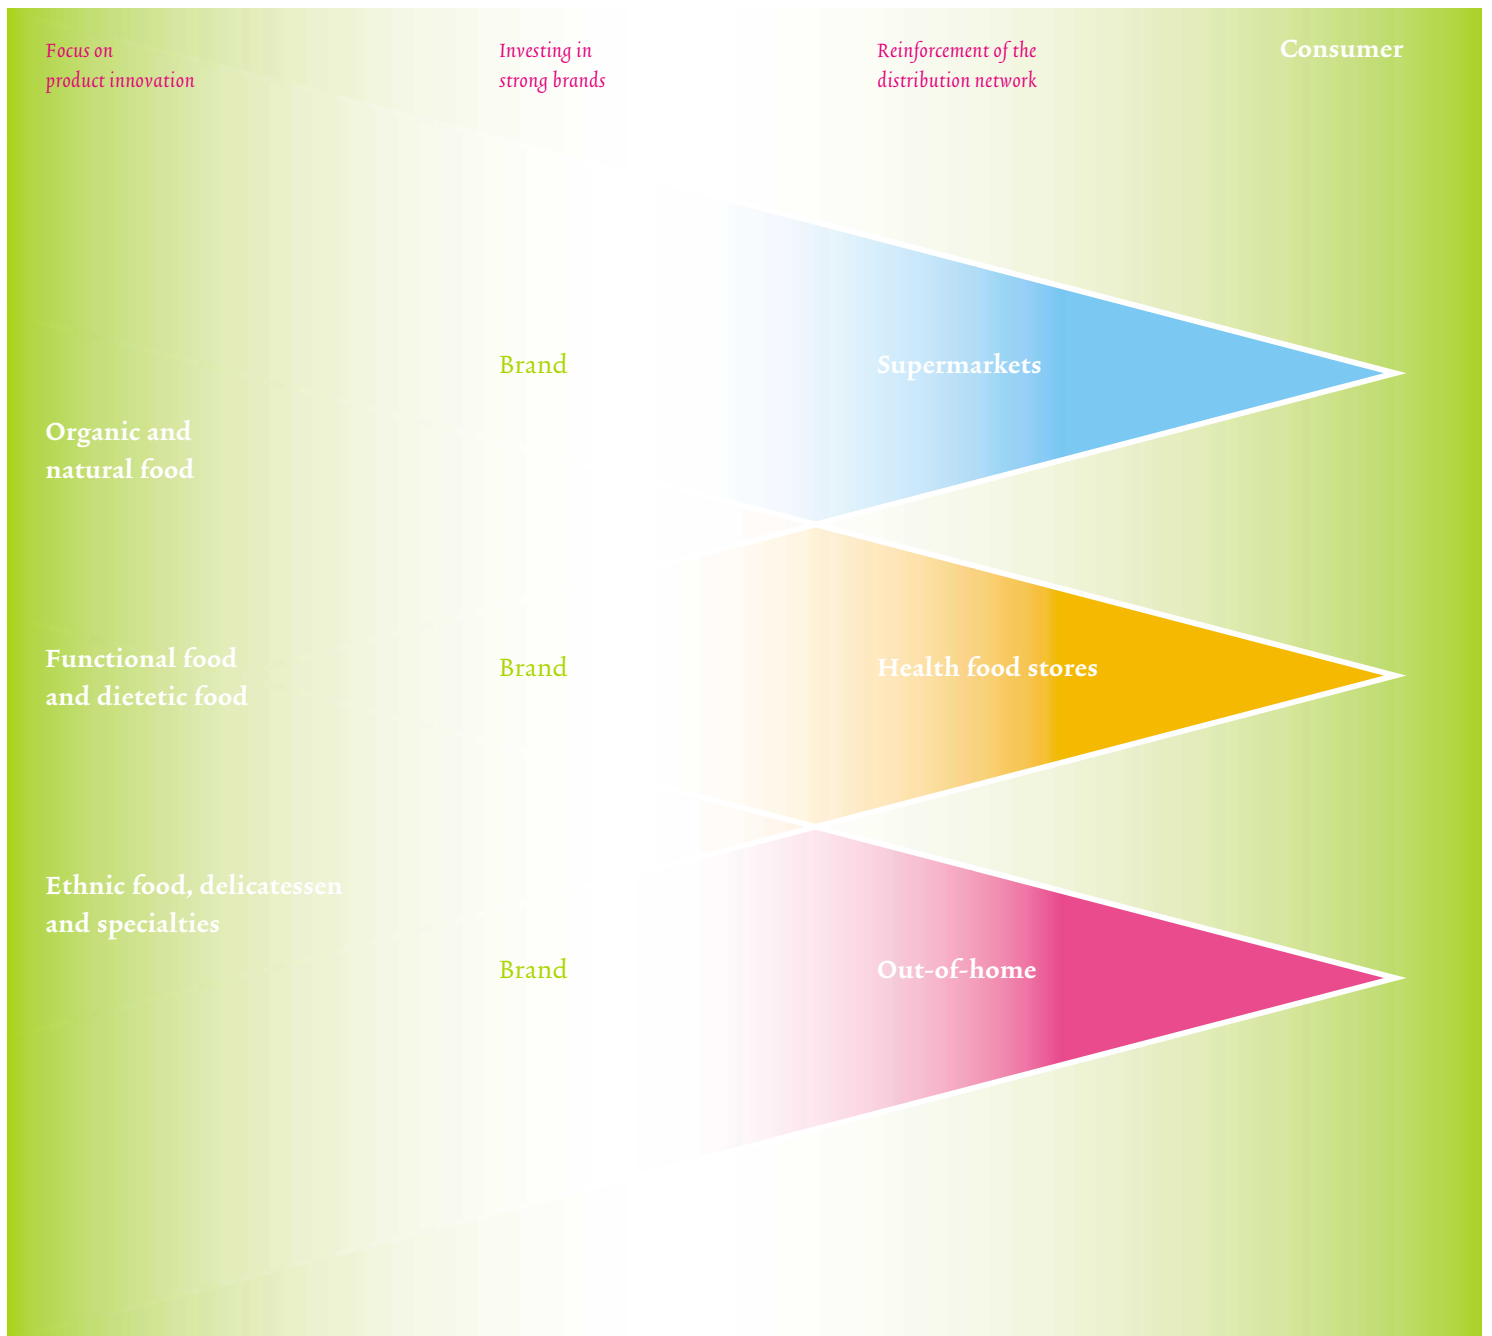 Focus on
product innovation
Investing in
strong brands
Reinforcement of the
distribution network
Consumer
Brand
Supermarkets
Organic and
natural food
Functional food
and dietetic food
Brand
Health food stores
Ethnic food, delicatessen
and specialties
Brand
Out-of-home